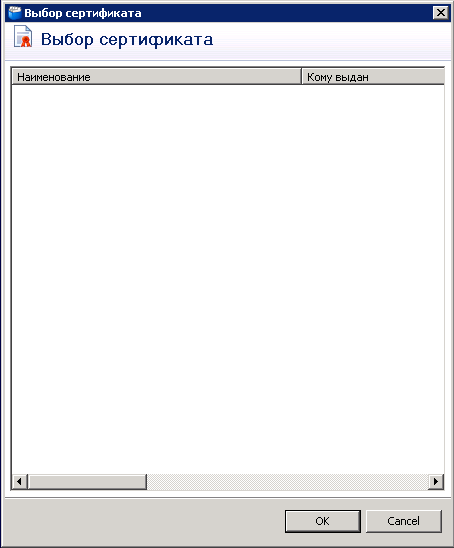 Выбор сертификата
Выбор сертификата
Наименование
Кому выдан
OK
Cancel